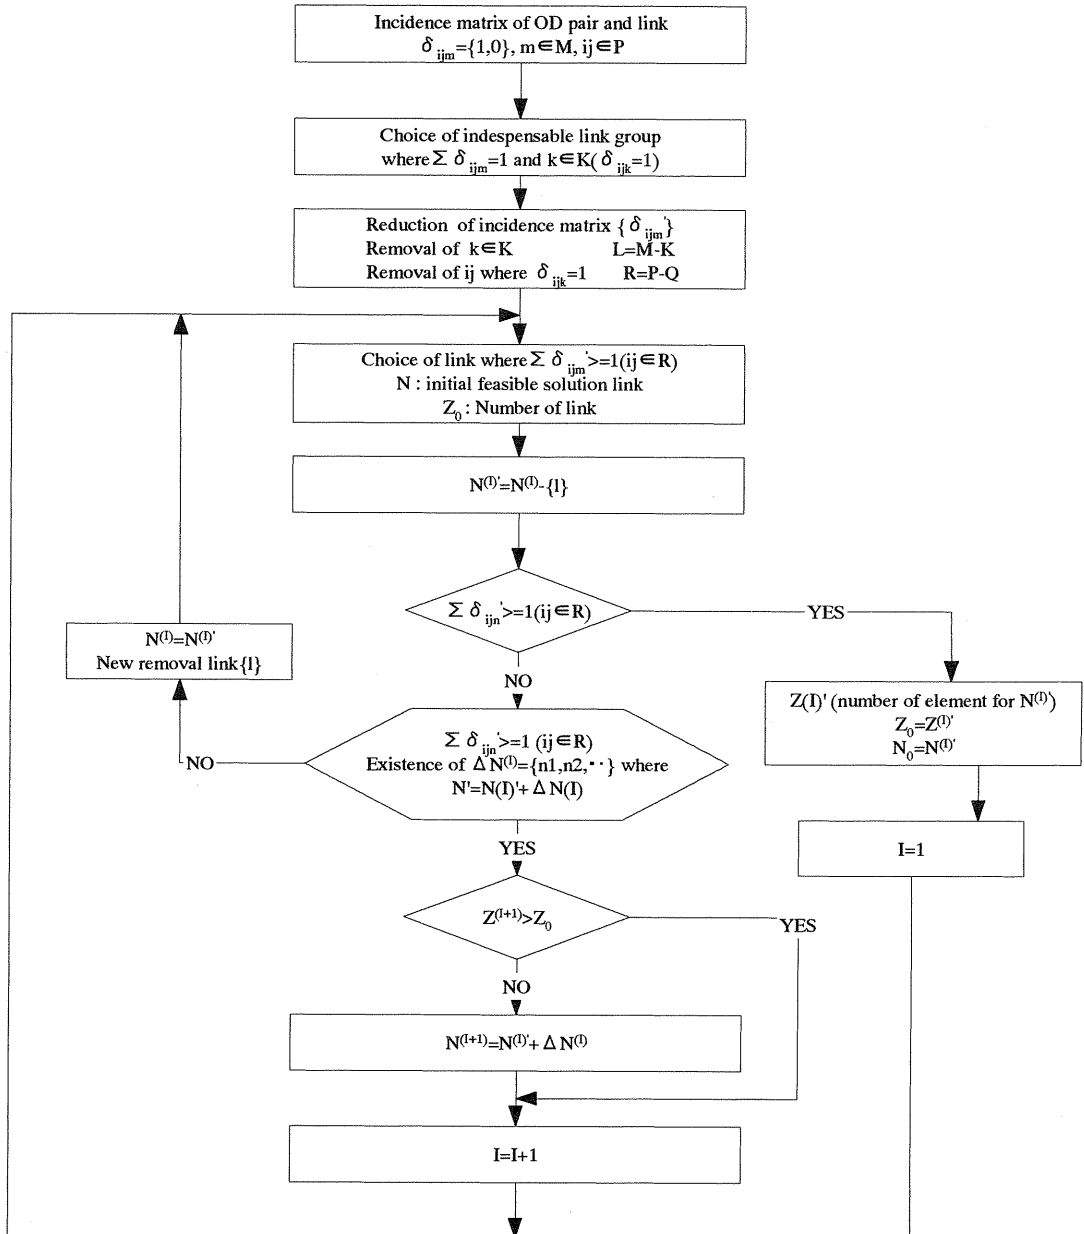 Incidence matrix of OD pair and link
δ ijm={1,0}, m∈M, ij∈P
Choice of indespensable link group
where Σ δ ijm=1 and k∈K( δ ijk=1)
Reduction of incidence matrix { δ ijm'}
Removal of k∈K L=M-K
Removal of ij where δ ijk=1 R=P-Q
Choice of link where Σ δ ijm'>=1(ij∈R)
N : initial feasible solution link
Z0 : Number of link
N(I)'=N(I)-{l}
Σ δ ijn'>=1(ij∈R)
YES
N(I)=N(I)'
New removal link{l}
NO
Z(I)' (number of element for N(I)')
Z0=Z(I)'
N0=N(I)'
Σ δ ijn'>=1 (ij∈R)
Existence of Δ N(I)={n1,n2,··} where
N'=N(I)'+ Δ N(I)
NO
YES
I=1
Z(I+1)>Z0
YES
NO
N(I+1)=N(I)'+ Δ N(I)
I=I+1